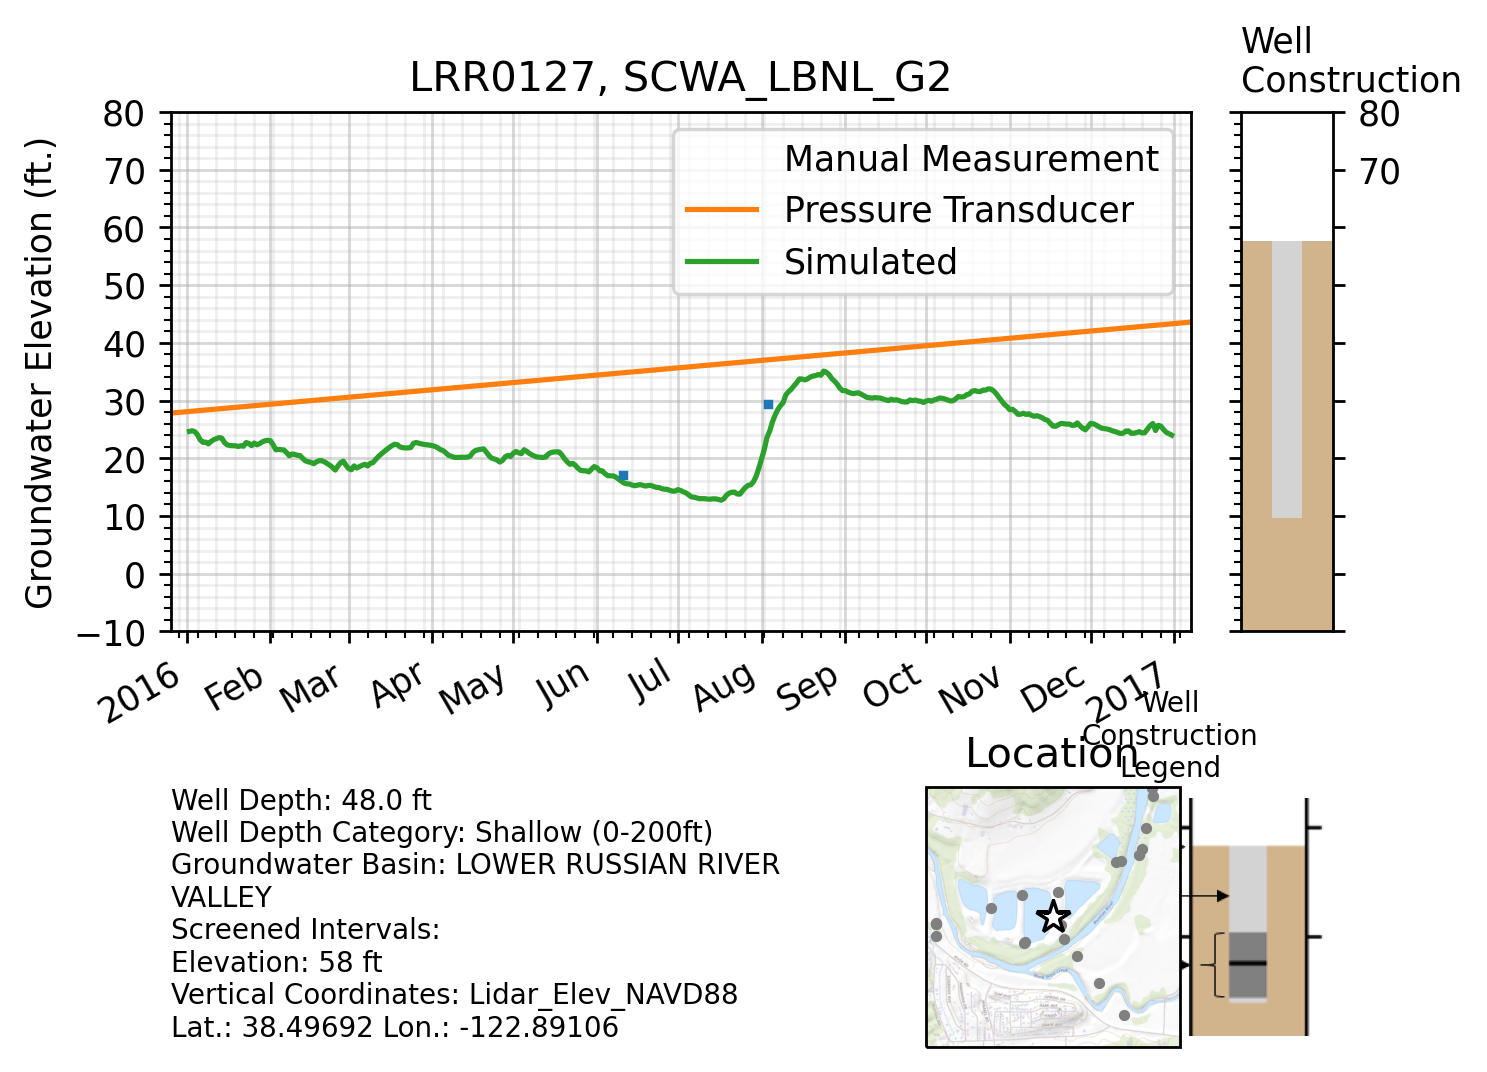 Well
Construction
LRR0127, SCWA_LBNL_G2
Groundwater Elevation (ft.)
80
70
60
50
40
30
20
10
0
−10
Manual Measurement
Pressure Transducer
Simulated
80
70
2016
Feb
Mar
Apr
May
Jun
Jul
Aug
Sep
Oct
Nov
Dec
2017
Well Depth: 48.0 ft
Well Depth Category: Shallow (0-200ft)
Groundwater Basin: LOWER RUSSIAN RIVER
VALLEY
Screened Intervals:
Elevation: 58 ft
Vertical Coordinates: Lidar_Elev_NAVD88
Lat.: 38.49692 Lon.: -122.89106
Location
Well
Construction
Legend